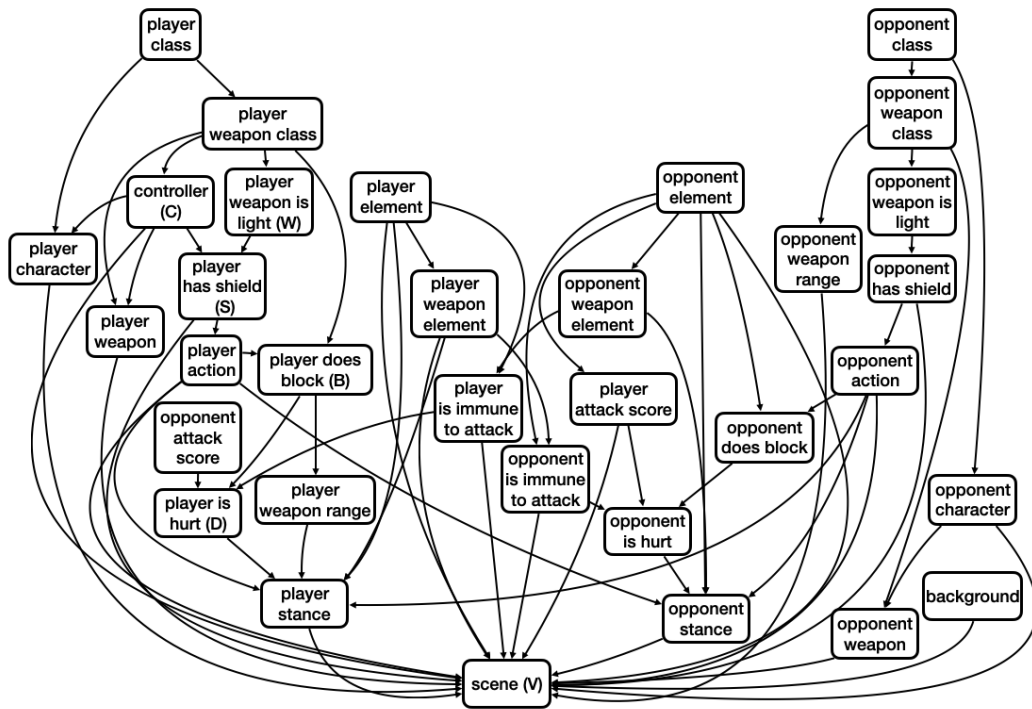 player
class
opponent
class
player
weapon class
opponent
weapon
class
controller
(C)
player
weapon is
light (W)
player
element
opponent
element
opponent
weapon is
light
player
character
player
has shield
(S)
player
weapon
element
opponent
weapon
element
opponent
weapon
range
opponent
has shield
player
weapon
player
action
player does
block (B)
player
is immune
to attack
player
attack score
opponent
action
opponent
attack
score
opponent
does block
opponent
is immune
to attack
player is
hurt (D)
player
weapon range
opponent
is hurt
opponent
character
player
stance
opponent
stance
background
opponent
weapon
scene (V)